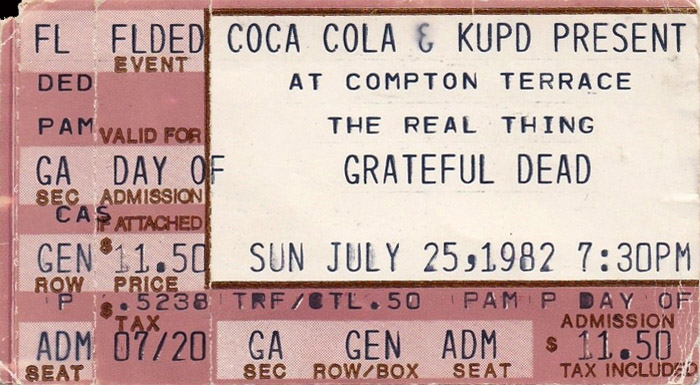 FL FLDED COCA COLA & KUPD PRESENT
EVENT
DED AT COMPTON TERRACE
PAM VALID FOR THE REAL THING
GA DAY OF GRATEFUL DEAD
SEC ADMISSION
CAS IF ATTACHED
GEN $ 11.50 SUN JULY 25,1982 7:30PM
ROW PRICE
P $ .5238 TRF/CTL.50 PAM P DAY OF
TAX ADMISSION
ADM 07/20 GA GEN ADM $ 11.50
SEAT SEC ROW/BOX SEAT TAX INCLUDED